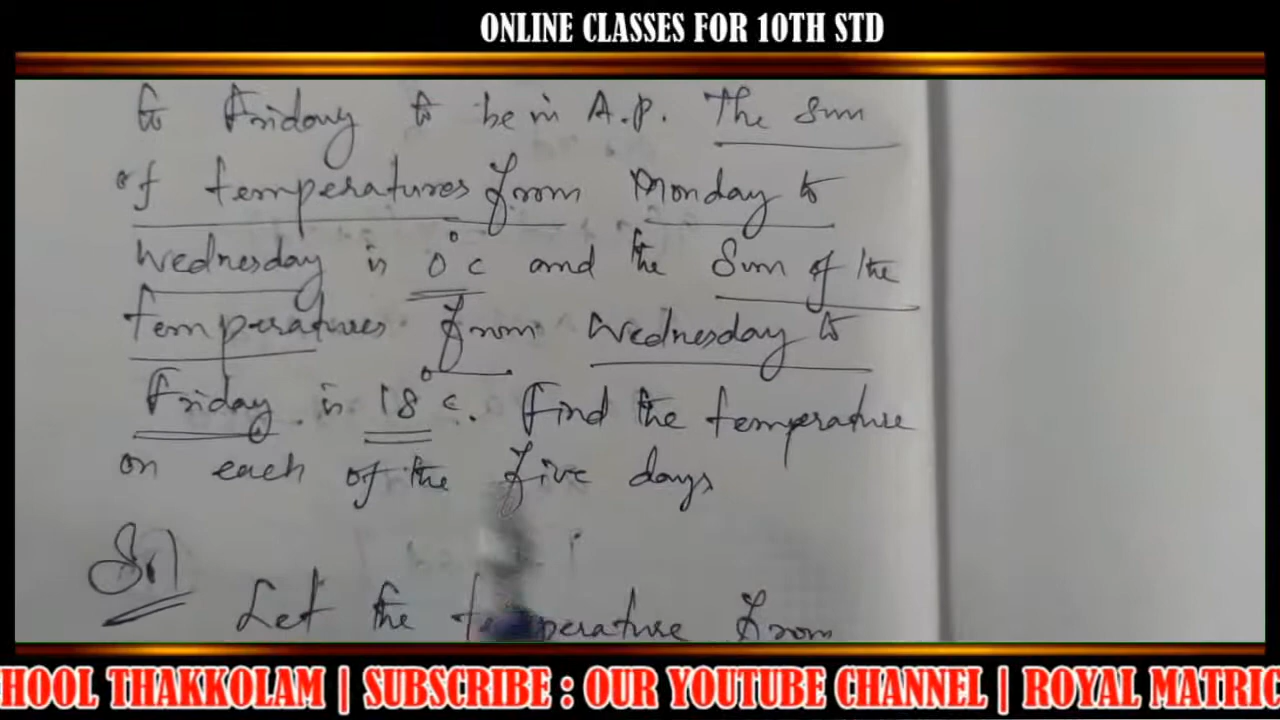 ONLINE CLASSES FOR 10TH STD
to Friday to be in A.P. The Sum
of temperatures from Monday to
Wednesday is 0°c and the Sum of the
temperatures from Wednesday to
Friday is 18°c. Find the temperature
on each of the five days
Sol
Let the temperature from
HOOL THAKKOLAM | SUBSCRIBE : OUR YOUTUBE CHANNEL | ROYAL MATRIC